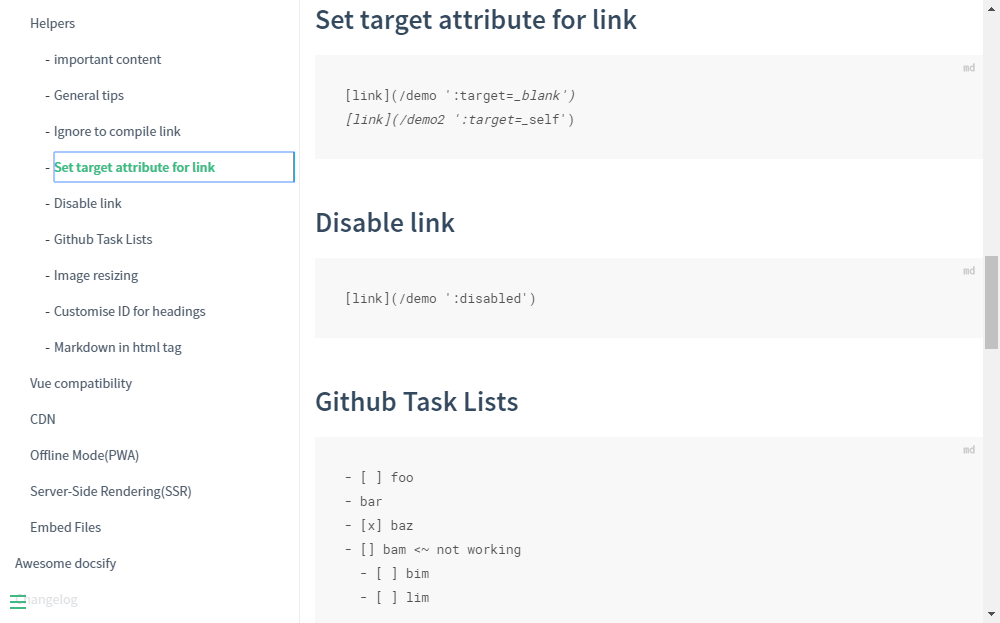 Helpers
- important content
- General tips
- Ignore to compile link
- Set target attribute for link
- Disable link
- Github Task Lists
- Image resizing
- Customise ID for headings
- Markdown in html tag
Vue compatibility
CDN
Offline Mode(PWA)
Server-Side Rendering(SSR)
Embed Files
Awesome docsify
Changelog
Set target attribute for link
md
[link](/demo ':target=_blank')
[link](/demo2 ':target=_self')
Disable link
md
[link](/demo ':disabled')
Github Task Lists
md
- [ ] foo
- bar
- [x] baz
- [] bam <~ not working
- [ ] bim
- [ ] lim